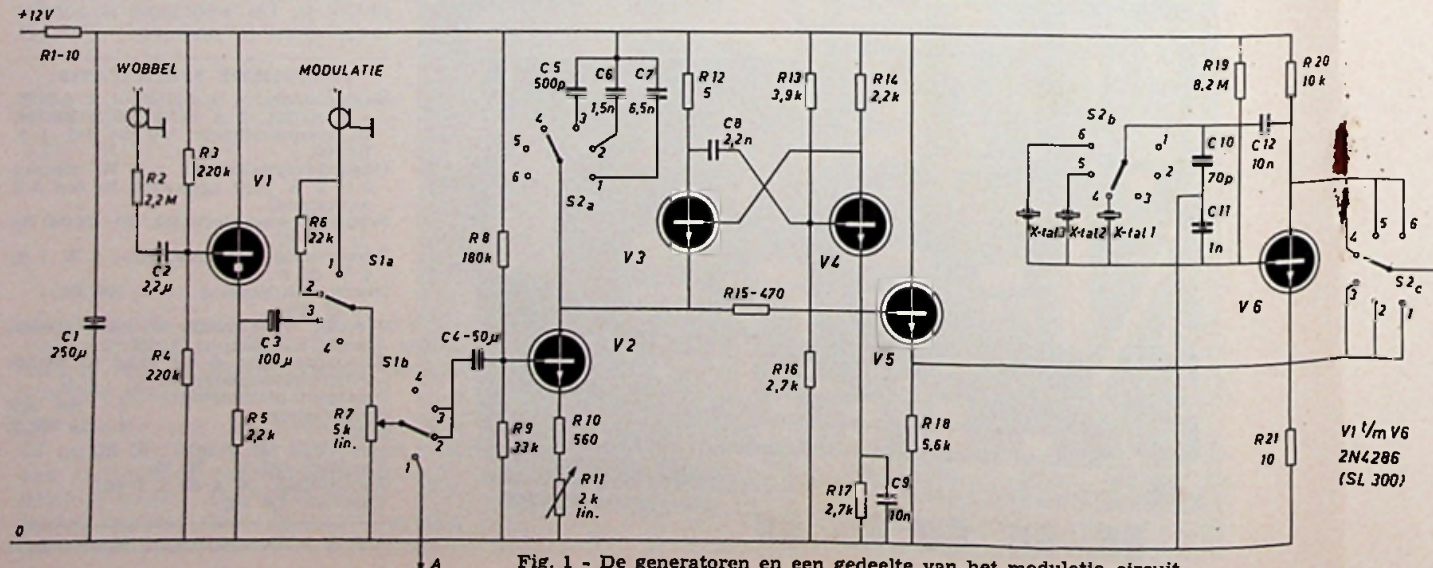 +12V
R1-10
WOBBEL
MODULATIE
R2
2,2M
R3
220k
V1
C2
2,2µ
C1
250µ
R4
220k
R5
2,2k
C3
100µ
R6
22k
1
2
3
4
S1a
S1b
R7
5k
lin.
4
3
2
1
A
C4-50µ
R8
180k
R9
33k
V2
R10
560
R11
2k
lin.
C5
500p
C6
1,5n
C7
6,5n
4
3
5
2
6
1
S2a
R12
5
C8
2,2n
R13
3,9k
R14
2,2k
V3
V4
R15-470
V5
R16
2,7k
R17
2,7k
C9
10n
R18
5,6k
S2b
6
5
4
1
2
3
X-tal3
X-tal2
X-tal1
C10
70p
C11
1n
C12
10n
R19
8,2M
R20
10k
V6
R21
10
4
5
6
3
2
1
S2c
V1 t/m V6
2N4286
(SL 300)
0
Fig. 1 - De generatoren en een gedeelte van het modulatie-circuit